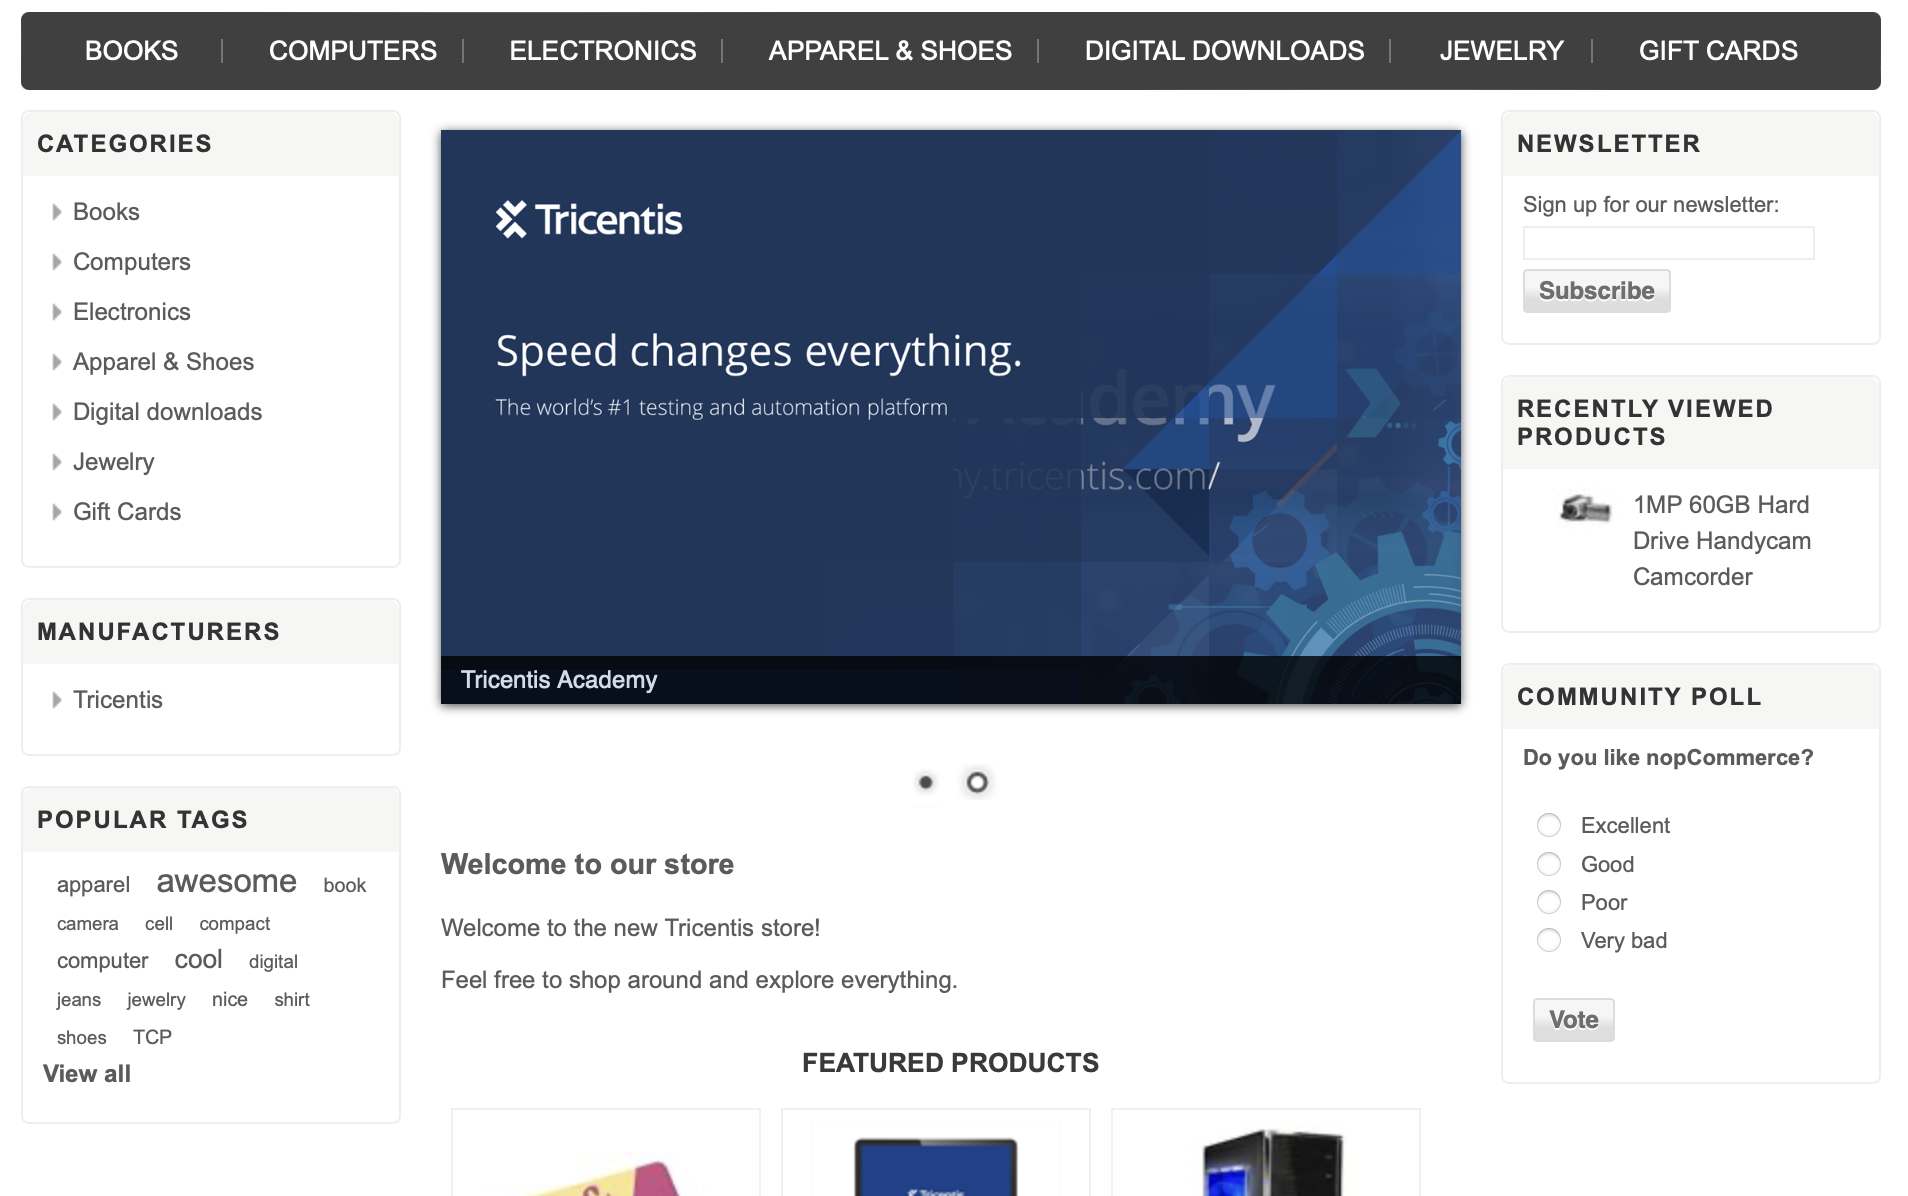 BOOKS
COMPUTERS
ELECTRONICS
APPAREL & SHOES
DIGITAL DOWNLOADS
JEWELRY
GIFT CARDS
CATEGORIES
Books
Computers
Electronics
Apparel & Shoes
Digital downloads
Jewelry
Gift Cards
MANUFACTURERS
Tricentis
POPULAR TAGS
apparel awesome book
camera cell compact
computer cool digital
jeans jewelry nice shirt
shoes TCP
View all
Tricentis
Speed changes everything.
The world's #1 testing and automation platform
Academy
y.tricentis.com/
Tricentis Academy
Welcome to our store
Welcome to the new Tricentis store!
Feel free to shop around and explore everything.
FEATURED PRODUCTS
Tricentis
NEWSLETTER
Sign up for our newsletter:
Subscribe
RECENTLY VIEWED
PRODUCTS
1MP 60GB Hard
Drive Handycam
Camcorder
COMMUNITY POLL
Do you like nopCommerce?
Excellent
Good
Poor
Very bad
Vote